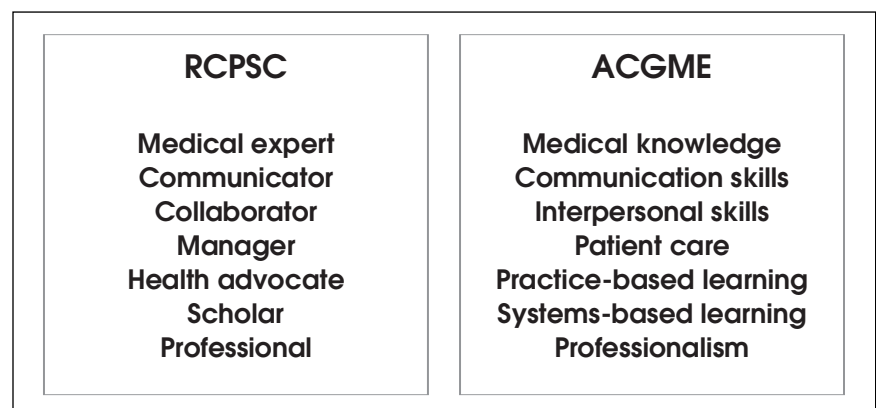 RCPSC
Medical expert
Communicator
Collaborator
Manager
Health advocate
Scholar
Professional
ACGME
Medical knowledge
Communication skills
Interpersonal skills
Patient care
Practice-based learning
Systems-based learning
Professionalism